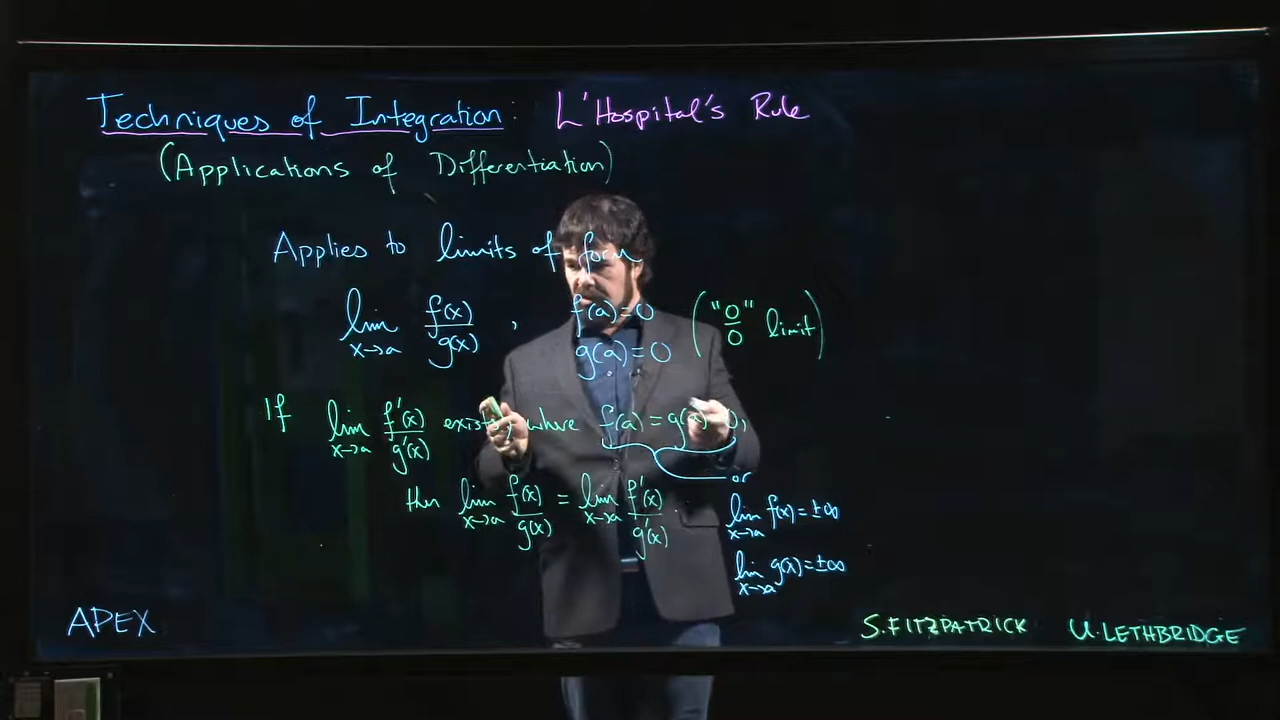 Techniques of Integration: L'Hospital's Rule
(Applications of Differentiation)
Applies to limits of form
lim x→a f(x)/g(x), f(a)=0 g(a)=0 ("0/0" limit)
If lim x→a f'(x)/g'(x) exists, where f(a)=g(a)=0,
or
then lim x→a f(x)/g(x) = lim x→a f'(x)/g'(x).
lim x→a f(x)=±∞
lim x→a g(x)=±∞
APEX
S.FITZPATRICK U.LETHBRIDGE